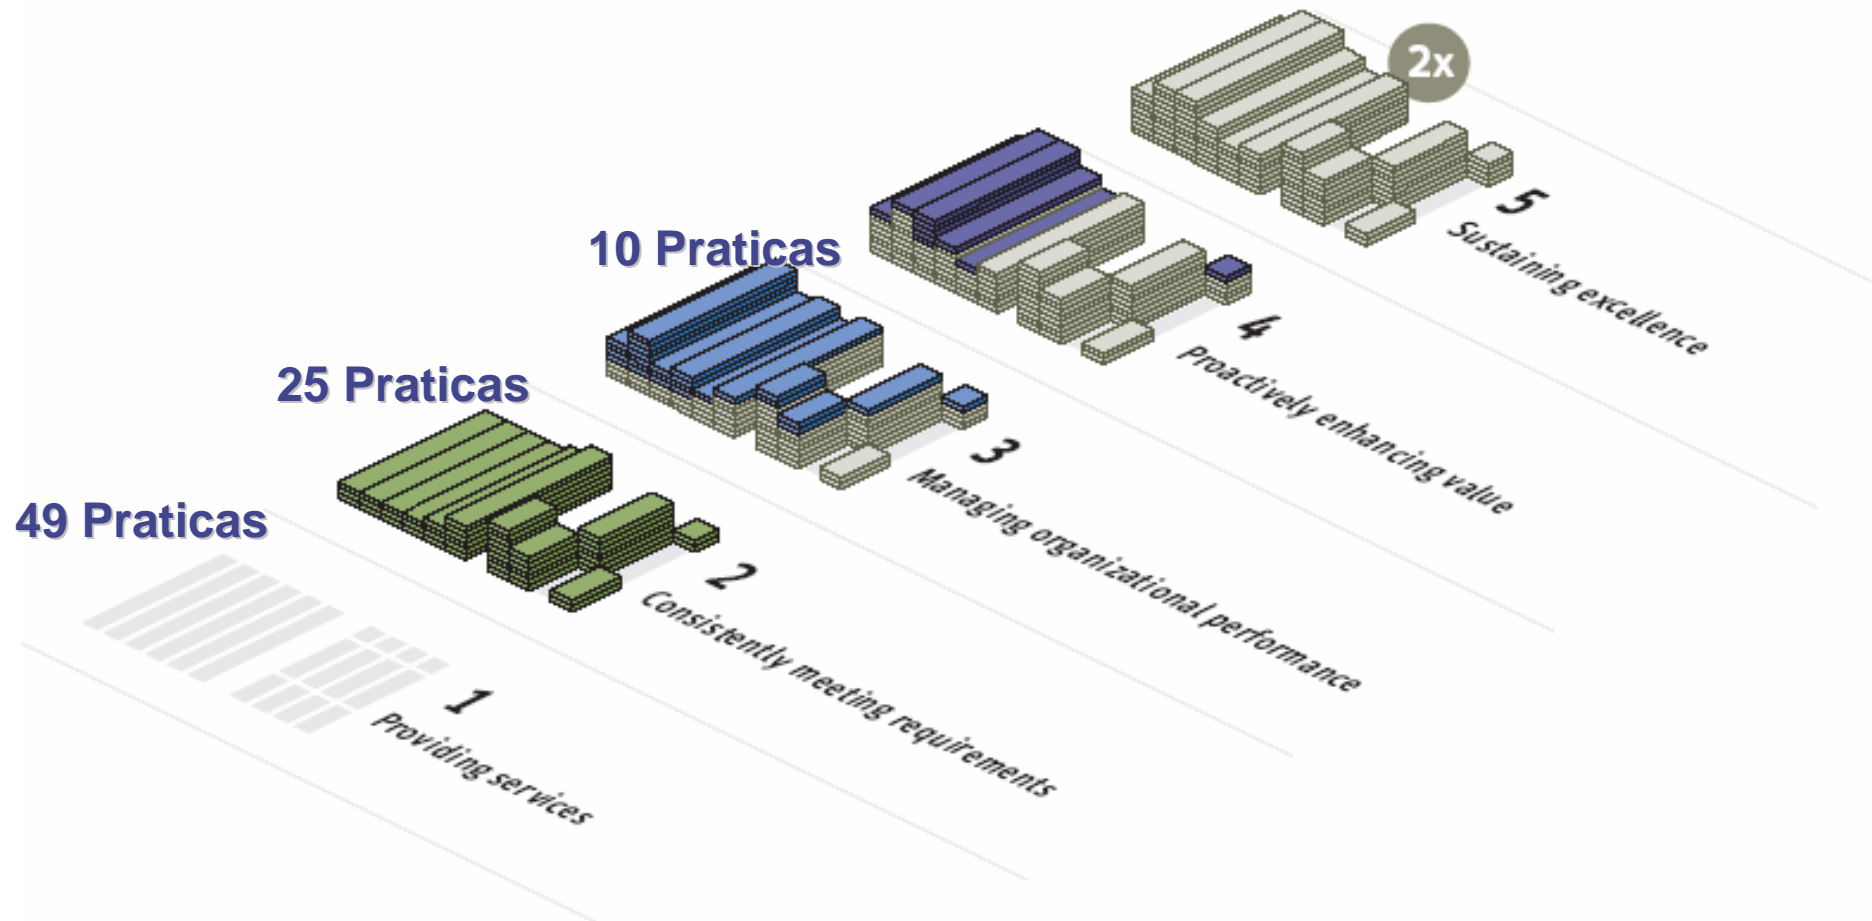 2x
5
Sustaining excellence
10 Praticas
4
Proactively enhancing value
25 Praticas
3
Managing organizational performance
49 Praticas
2
Consistently meeting requirements
1
Providing services